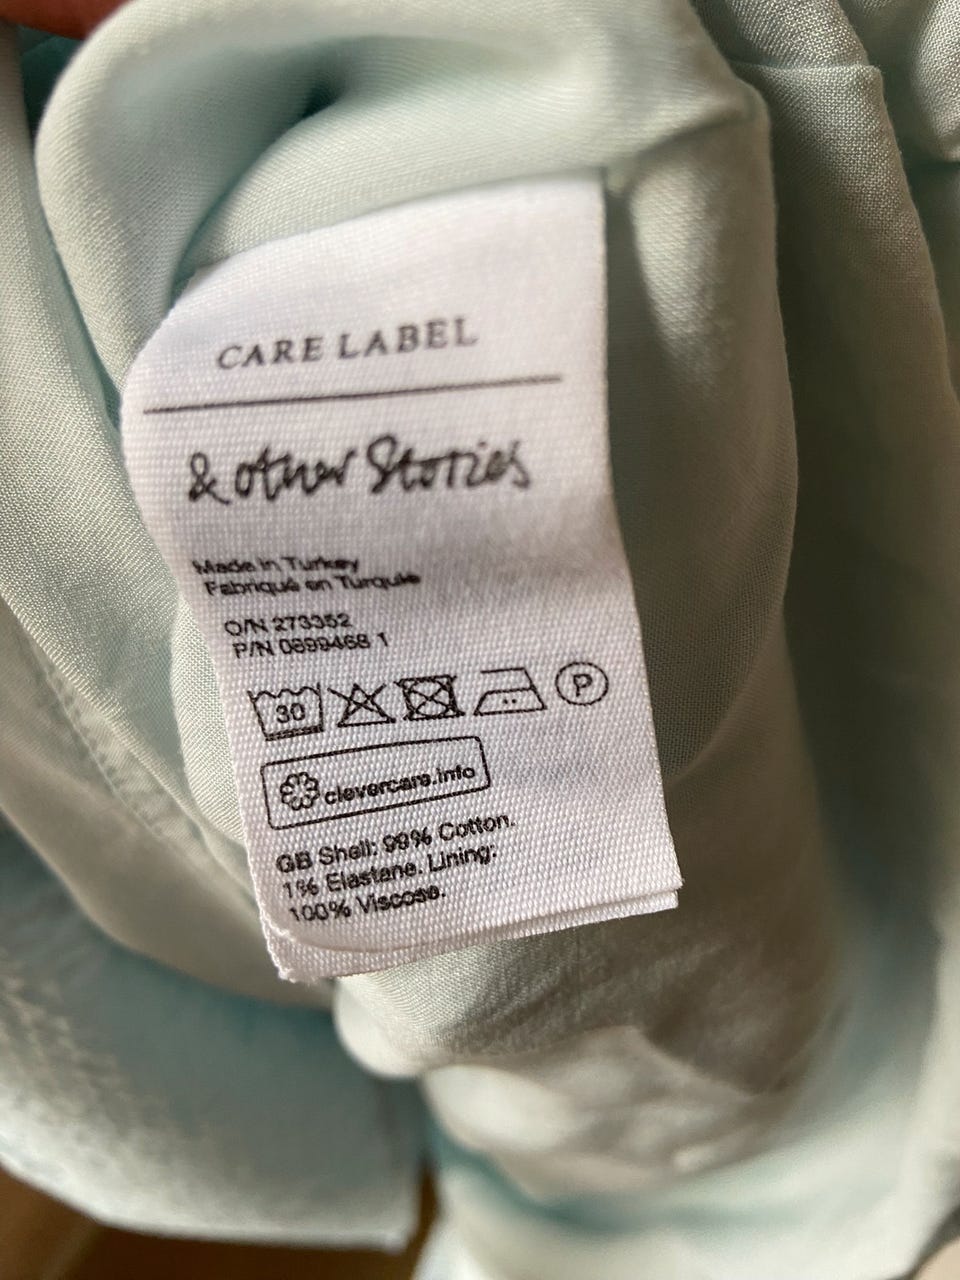 CARE LABEL
& other Stories
Made in Turkey
Fabriqué en Turquie
O/N 273352
P/N 0899468 1
30
P
clevercare.info
GB Shell: 99% Cotton.
1% Elastane. Lining:
100% Viscose.